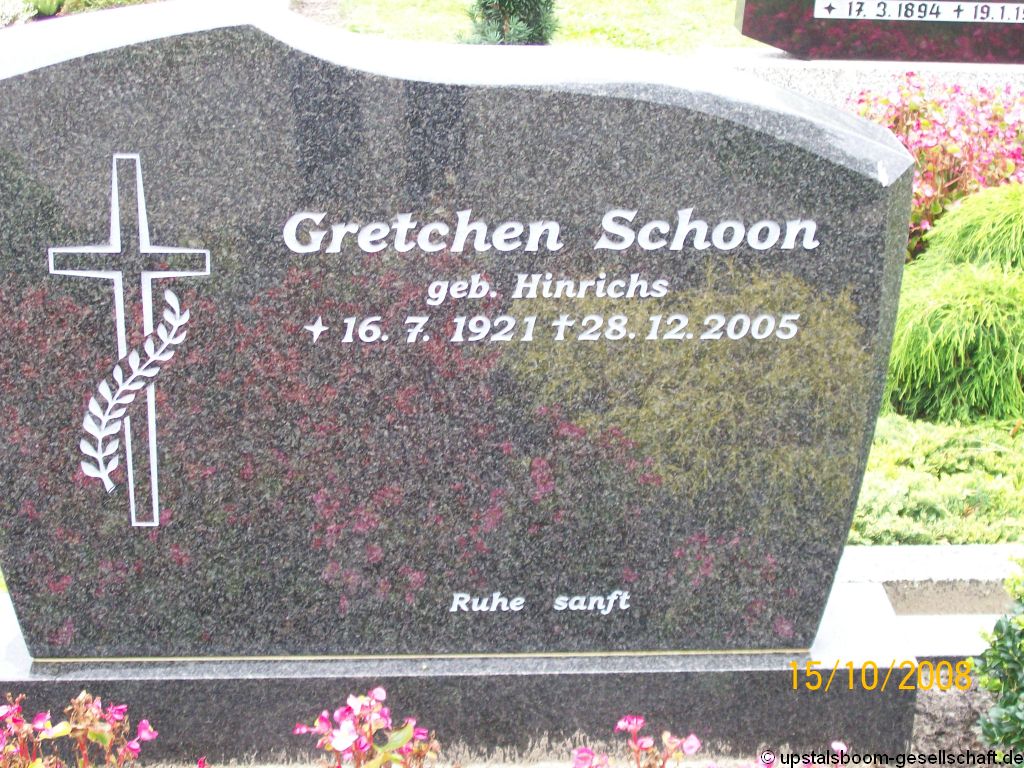 ✦ 17.3.1894 ✝ 19.1.19
Gretchen Schoon
geb. Hinrichs
✦ 16. 7. 1921 ✝ 28.12.2005
Ruhe sanft
15/10/2008
© upstalsboom-gesellschaft.de